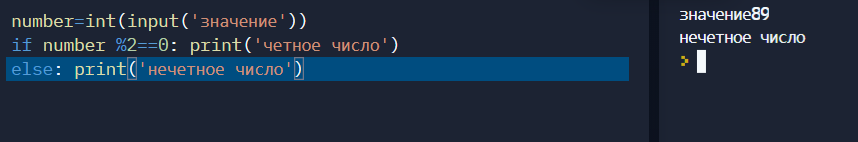 number=int(input('значение'))
if number %2==0: print('четное число')
else: print('нечетное число')
значение89
нечетное число
>